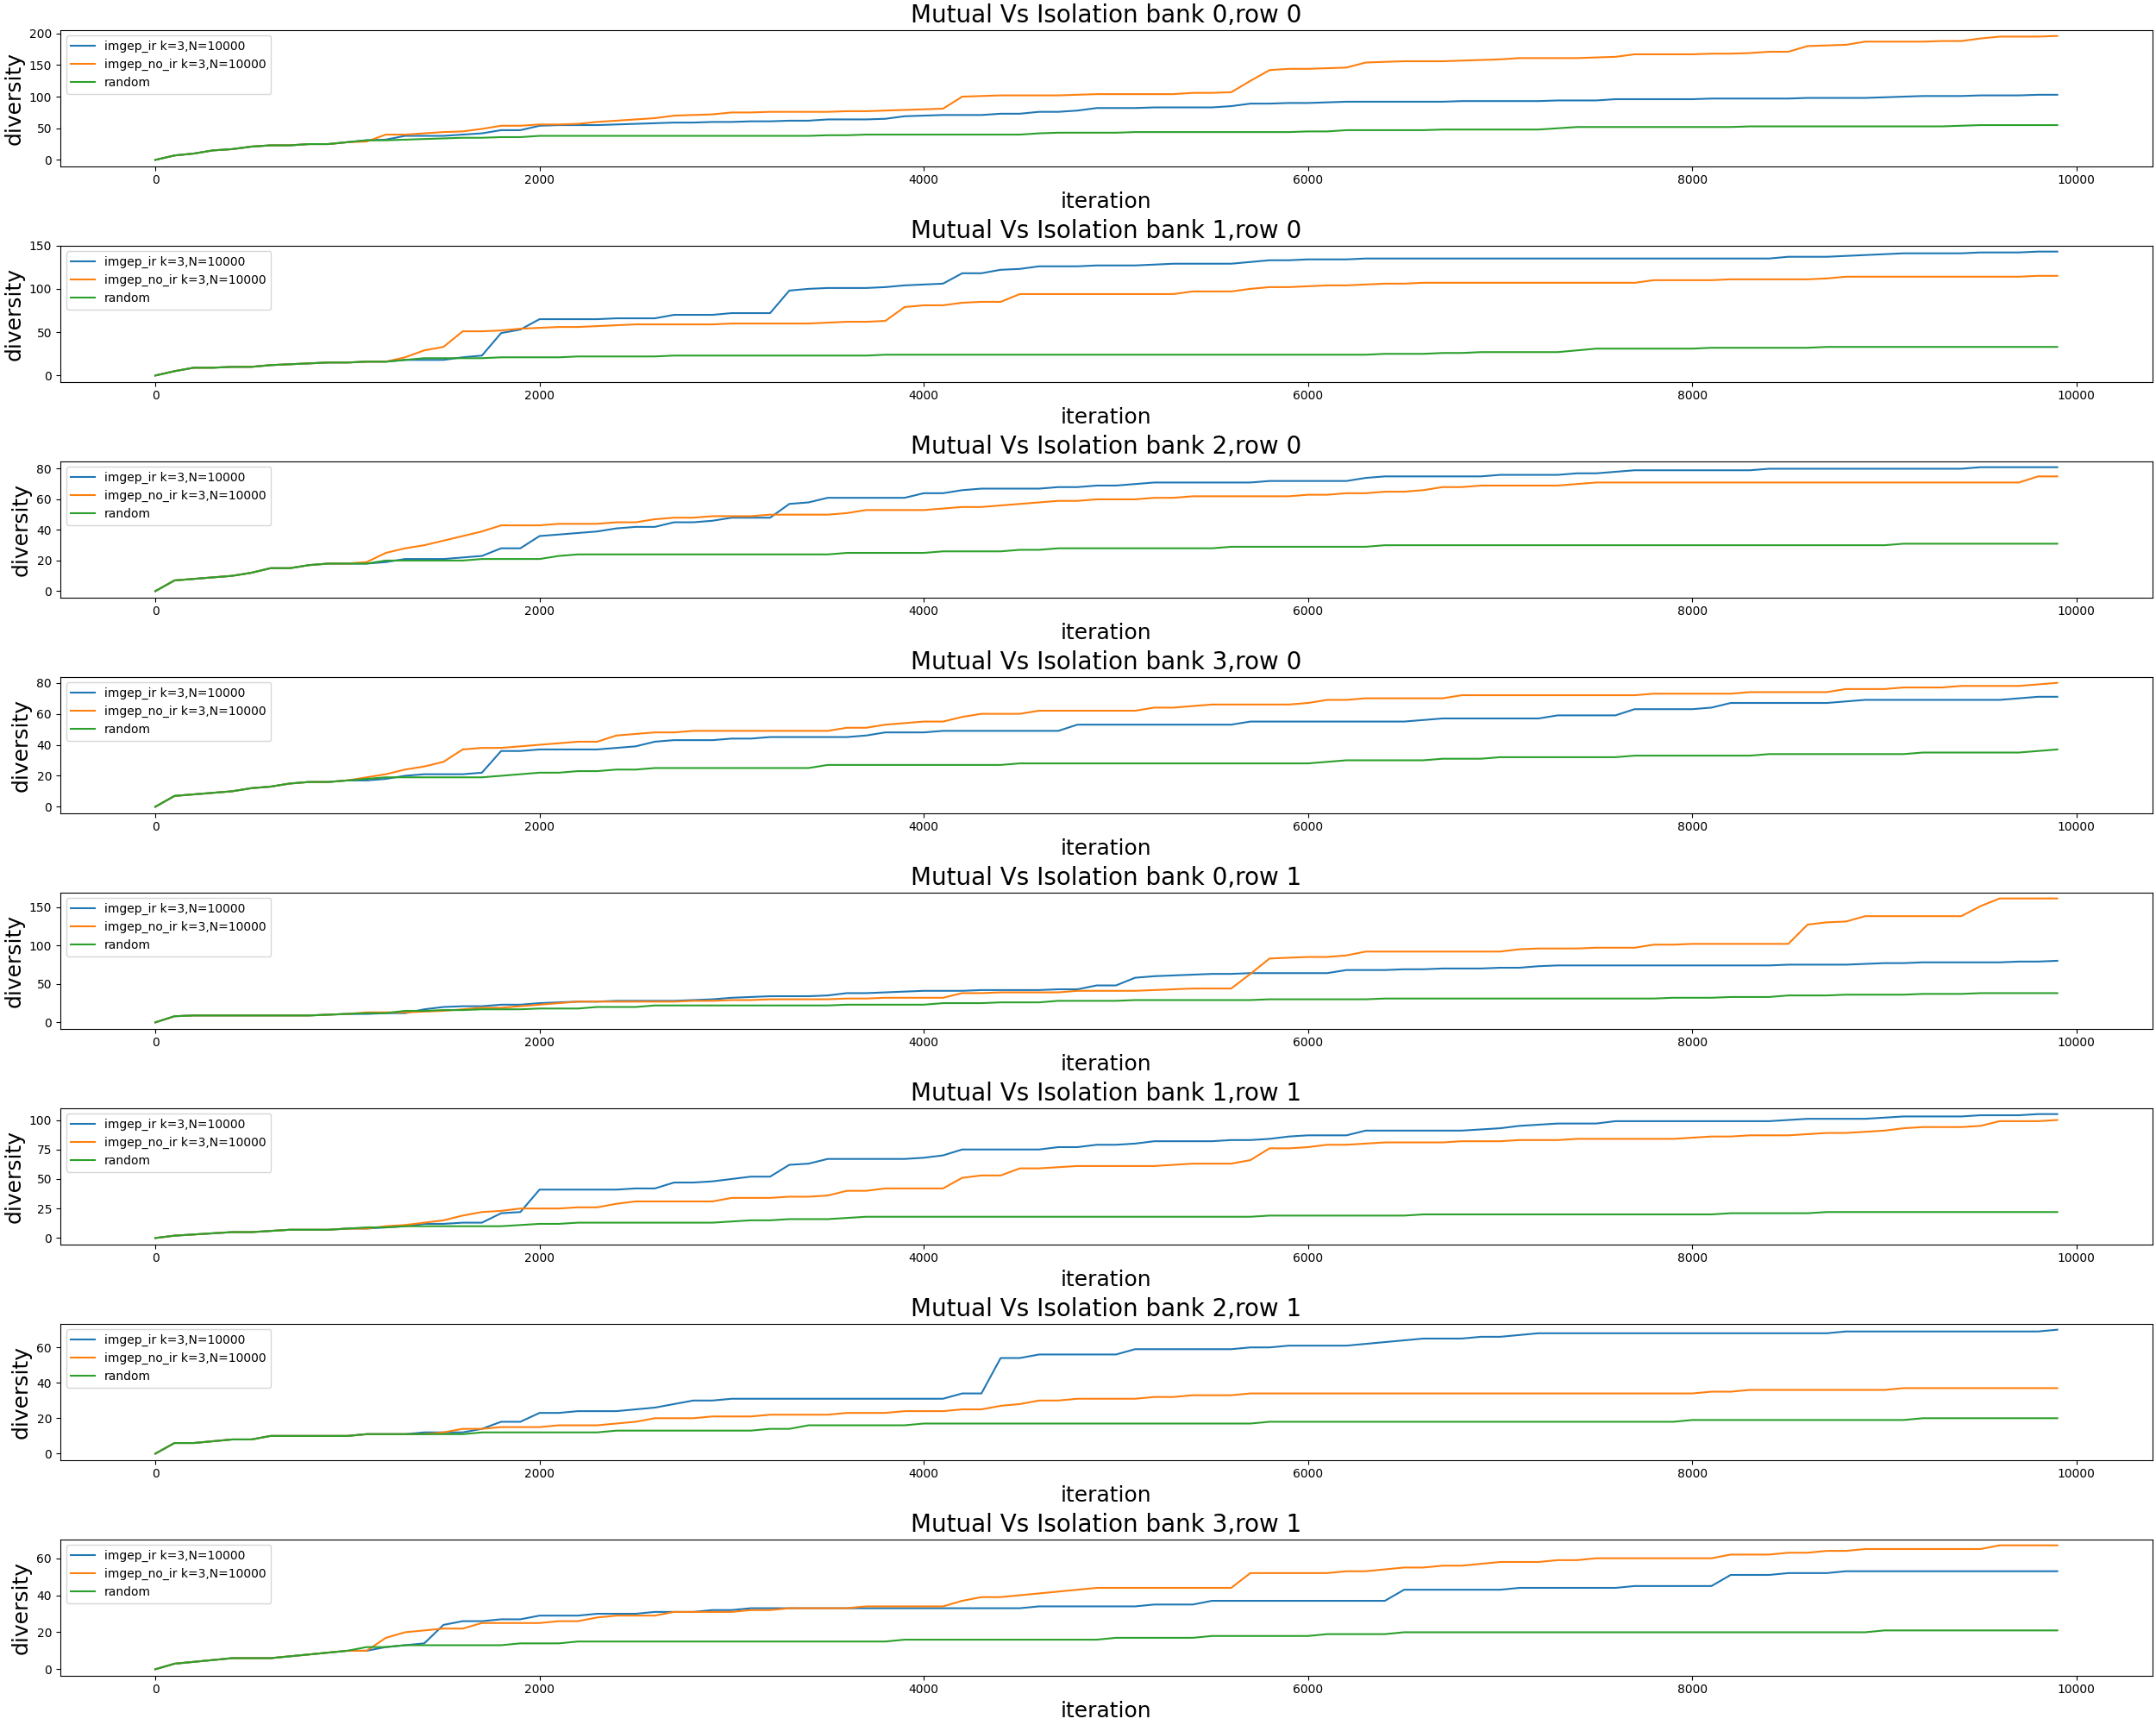 Mutual Vs Isolation bank 0,row 0
imgep_ir k=3,N=10000
imgep_no_ir k=3,N=10000
random
diversity
200
150
100
50
0
0 2000 4000 6000 8000 10000
iteration
Mutual Vs Isolation bank 1,row 0
imgep_ir k=3,N=10000
imgep_no_ir k=3,N=10000
random
diversity
150
100
50
0
0 2000 4000 6000 8000 10000
iteration
Mutual Vs Isolation bank 2,row 0
imgep_ir k=3,N=10000
imgep_no_ir k=3,N=10000
random
diversity
80
60
40
20
0
0 2000 4000 6000 8000 10000
iteration
Mutual Vs Isolation bank 3,row 0
imgep_ir k=3,N=10000
imgep_no_ir k=3,N=10000
random
diversity
80
60
40
20
0
0 2000 4000 6000 8000 10000
iteration
Mutual Vs Isolation bank 0,row 1
imgep_ir k=3,N=10000
imgep_no_ir k=3,N=10000
random
diversity
150
100
50
0
0 2000 4000 6000 8000 10000
iteration
Mutual Vs Isolation bank 1,row 1
imgep_ir k=3,N=10000
imgep_no_ir k=3,N=10000
random
diversity
100
75
50
25
0
0 2000 4000 6000 8000 10000
iteration
Mutual Vs Isolation bank 2,row 1
imgep_ir k=3,N=10000
imgep_no_ir k=3,N=10000
random
diversity
60
40
20
0
0 2000 4000 6000 8000 10000
iteration
Mutual Vs Isolation bank 3,row 1
imgep_ir k=3,N=10000
imgep_no_ir k=3,N=10000
random
diversity
60
40
20
0
0 2000 4000 6000 8000 10000
iteration